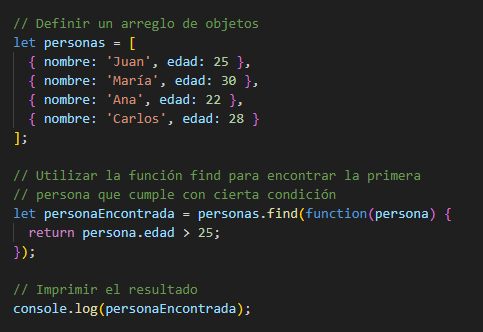 // Definir un arreglo de objetos
let personas = [
  { nombre: 'Juan', edad: 25 },
  { nombre: 'María', edad: 30 },
  { nombre: 'Ana', edad: 22 },
  { nombre: 'Carlos', edad: 28 }
];

// Utilizar la función find para encontrar la primera
// persona que cumple con cierta condición
let personaEncontrada = personas.find(function(persona) {
  return persona.edad > 25;
});

// Imprimir el resultado
console.log(personaEncontrada);